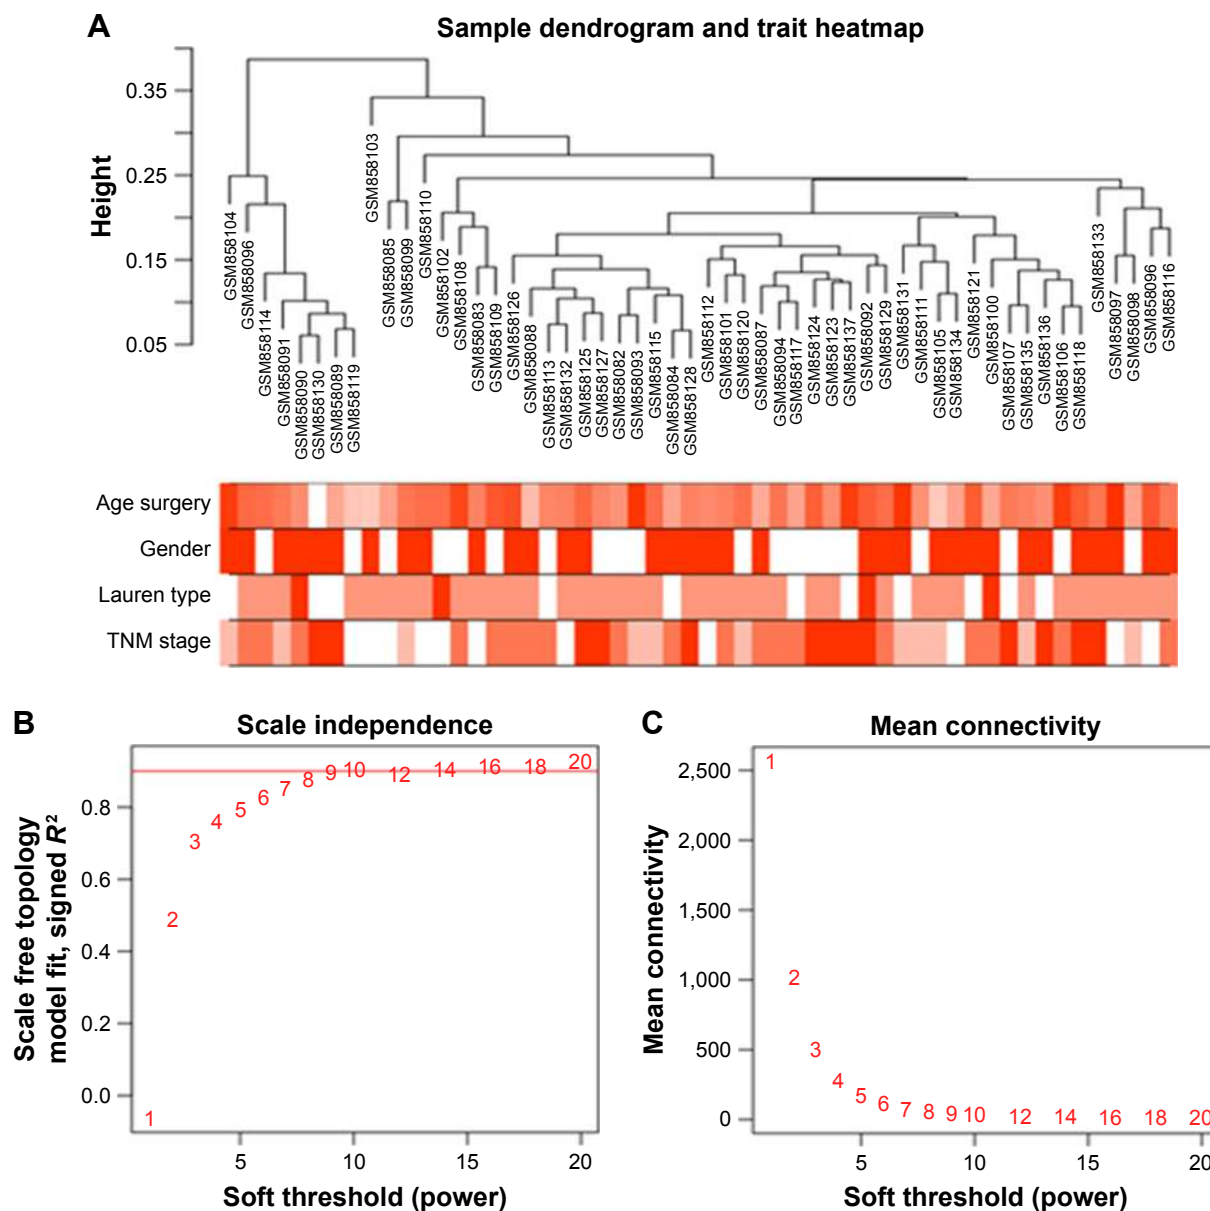 A
Sample dendrogram and trait heatmap
Height
0.35
0.25
0.15
0.05
GSM858104
GSM858096
GSM858114
GSM858091
GSM858090
GSM858130
GSM858089
GSM858119
GSM858103
GSM858085
GSM858099
GSM858110
GSM858102
GSM858108
GSM858083
GSM858109
GSM858126
GSM858088
GSM858113
GSM858132
GSM858125
GSM858127
GSM858082
GSM858093
GSM858115
GSM858084
GSM858128
GSM858112
GSM858101
GSM858120
GSM858087
GSM858094
GSM858117
GSM858124
GSM858123
GSM858137
GSM858092
GSM858129
GSM858131
GSM858111
GSM858105
GSM858134
GSM858121
GSM858100
GSM858107
GSM858135
GSM858136
GSM858106
GSM858118
GSM858133
GSM858097
GSM858098
GSM858096
GSM858116
Age surgery
Gender
Lauren type
TNM stage
B
Scale independence
Scale free topology
model fit, signed R²
0.8
0.6
0.4
0.2
0.0
1
2
3
4
5
6
7
8
9
10
12
14
16
18
20
5
10
15
20
Soft threshold (power)
C
Mean connectivity
Mean connectivity
2,500
2,000
1,500
1,000
500
0
1
2
3
4
5
6
7
8
9
10
12
14
16
18
20
5
10
15
20
Soft threshold (power)